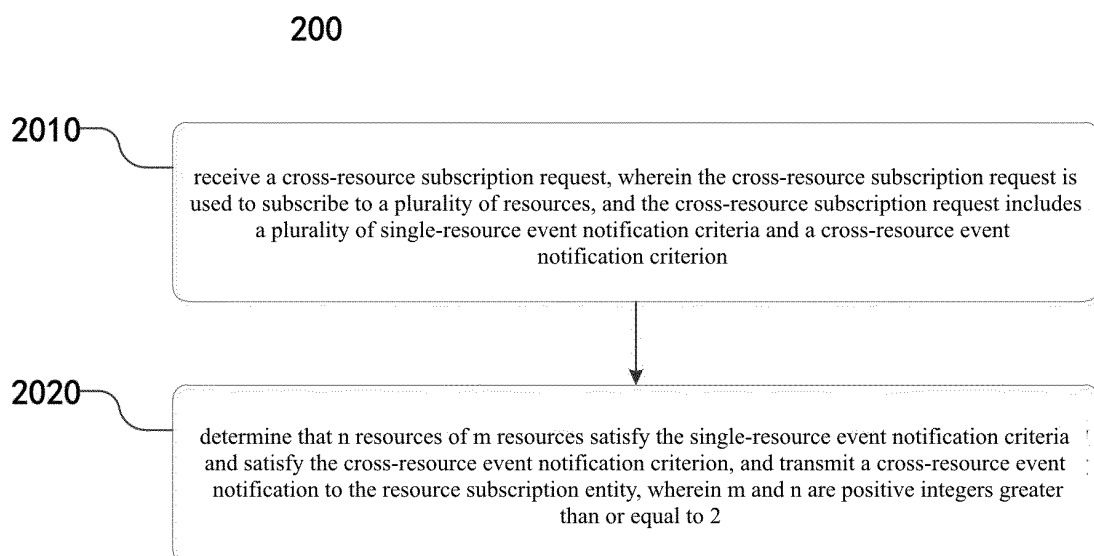 200
2010
receive a cross-resource subscription request, wherein the cross-resource subscription request is
used to subscribe to a plurality of resources, and the cross-resource subscription request includes
a plurality of single-resource event notification criteria and a cross-resource event
notification criterion
2020
determine that n resources of m resources satisfy the single-resource event notification criteria
and satisfy the cross-resource event notification criterion, and transmit a cross-resource event
notification to the resource subscription entity, wherein m and n are positive integers greater
than or equal to 2